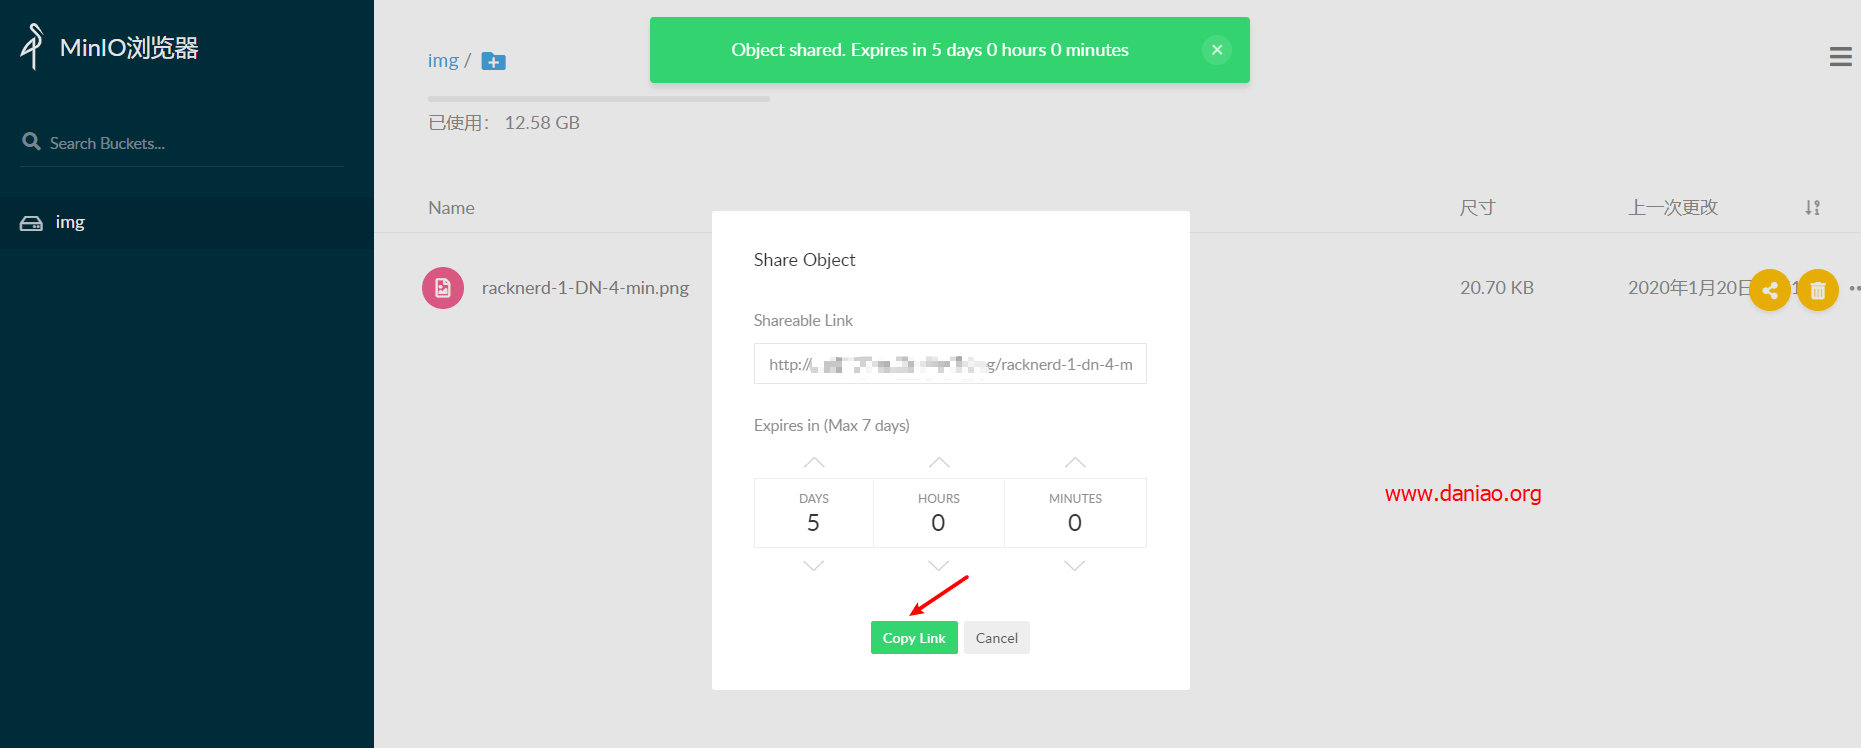 MinIO浏览器
Search Buckets...
img
img /
Object shared. Expires in 5 days 0 hours 0 minutes
已使用： 12.58 GB
Name 尺寸 上一次更改
racknerd-1-DN-4-min.png 20.70 KB 2020年1月20日
Share Object
Shareable Link
http:// g/racknerd-1-dn-4-m
Expires in (Max 7 days)
DAYS HOURS MINUTES
5 0 0
Copy Link Cancel
www.daniao.org